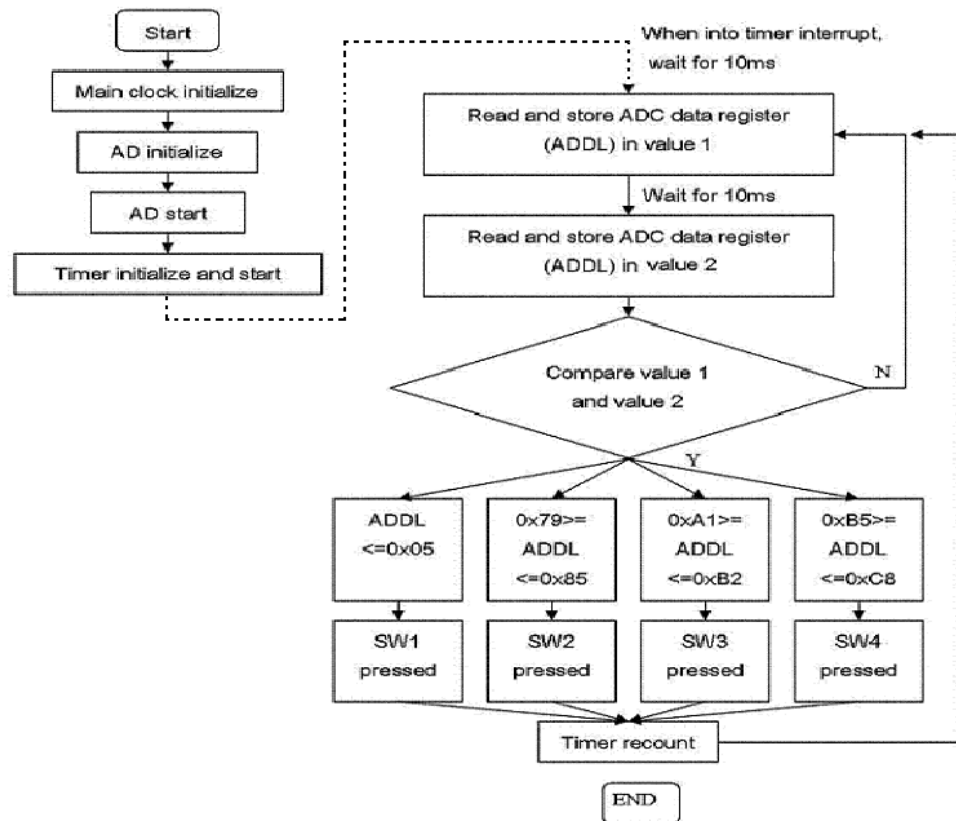 Start
Main clock initialize
AD initialize
AD start
Timer initialize and start
When into timer interrupt,
wait for 10ms
Read and store ADC data register
(ADDL) in value 1
Wait for 10ms
Read and store ADC data register
(ADDL) in value 2
Compare value 1
and value 2
N
Y
ADDL
<=0x05
0x79>=
ADDL
<=0x85
0xA1>=
ADDL
<=0xB2
0xB5>=
ADDL
<=0xC8
SW1
pressed
SW2
pressed
SW3
pressed
SW4
pressed
Timer recount
END